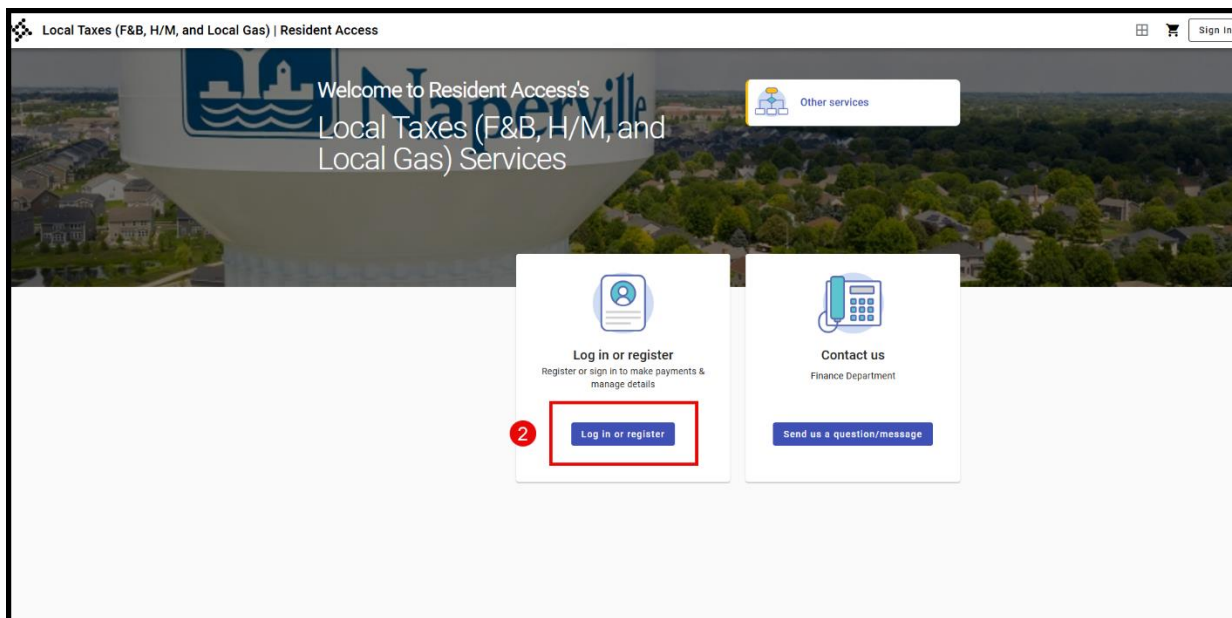 Local Taxes (F&B, H/M, and Local Gas) | Resident Access
Sign In
Naperville
Welcome to Resident Access's
Local Taxes (F&B, H/M, and
Local Gas) Services
Other services
Log in or register
Register or sign in to make payments &
manage details
2
Log in or register
Contact us
Finance Department
Send us a question/message